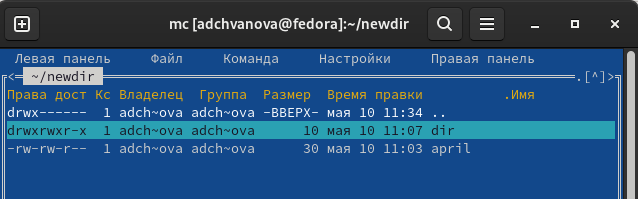 mc [adchvanova@fedora]:~/newdir
Левая панель Файл Команда Настройки Правая панель
<— ~/newdir .[^]>
Права дост Кс Владелец Группа Размер Время правки .Имя
drwx------ 1 adch~ova adch~ova -ВВЕРХ- мая 10 11:34 ..
drwxrwxr-x 1 adch~ova adch~ova 10 мая 10 11:07 dir
-rw-rw-r-- 1 adch~ova adch~ova 30 мая 10 11:03 april